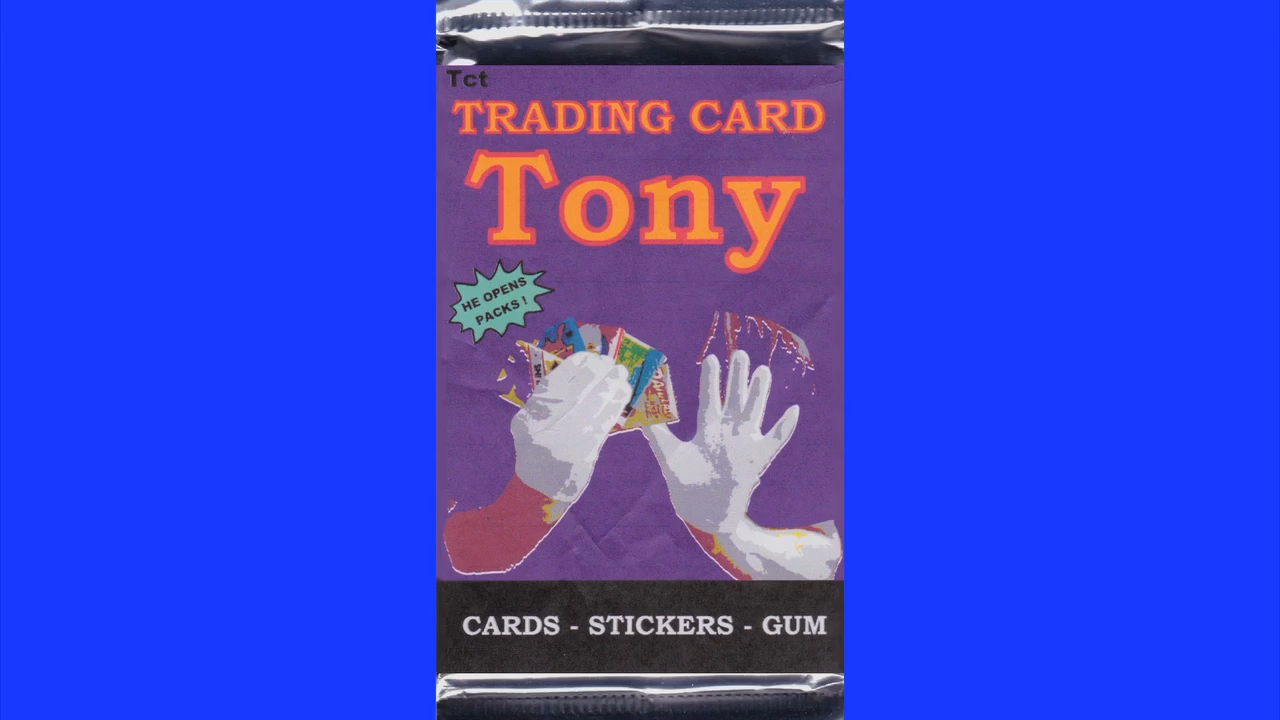 Tct
TRADING CARD
Tony
HE OPENS
PACKS !
CARDS - STICKERS - GUM